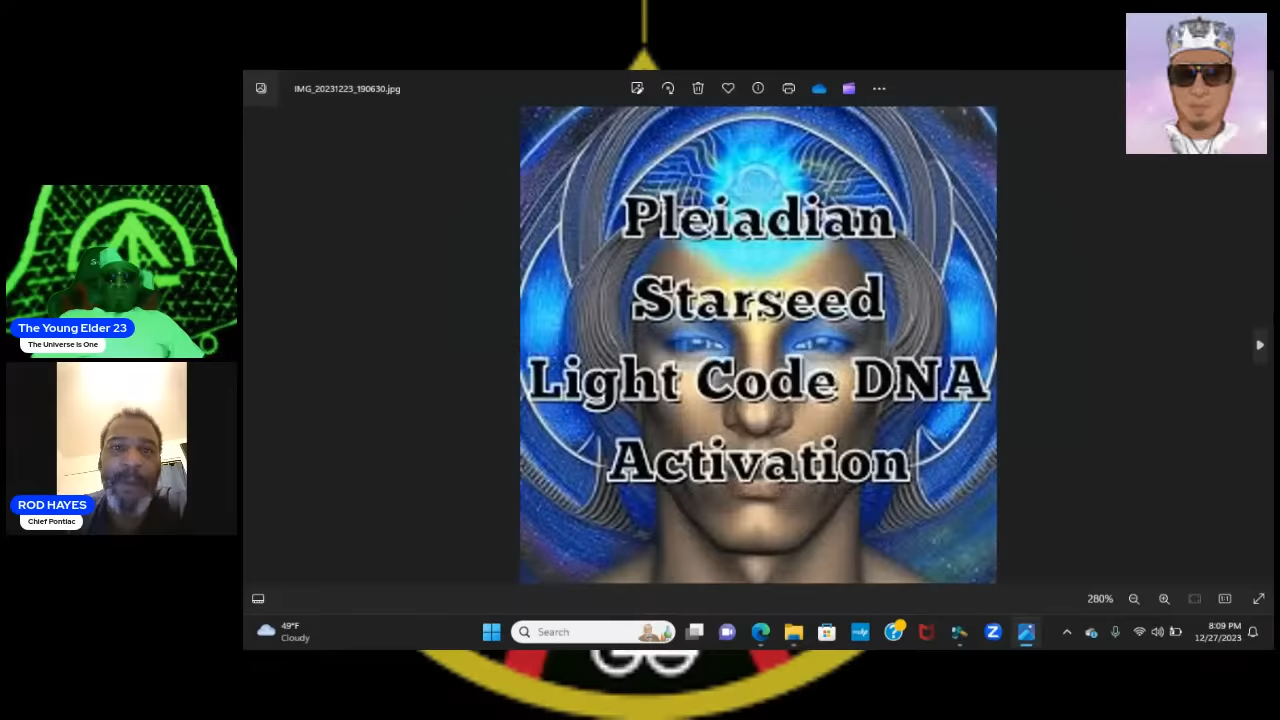 IMG_20231223_190630.jpg
Pleiadian
Starseed
Light Code DNA
Activation
The Young Elder 23
The Universe Is One
ROD HAYES
Chief Pontiac
280%
49°F
Cloudy
Search
8:09 PM
12/27/2023